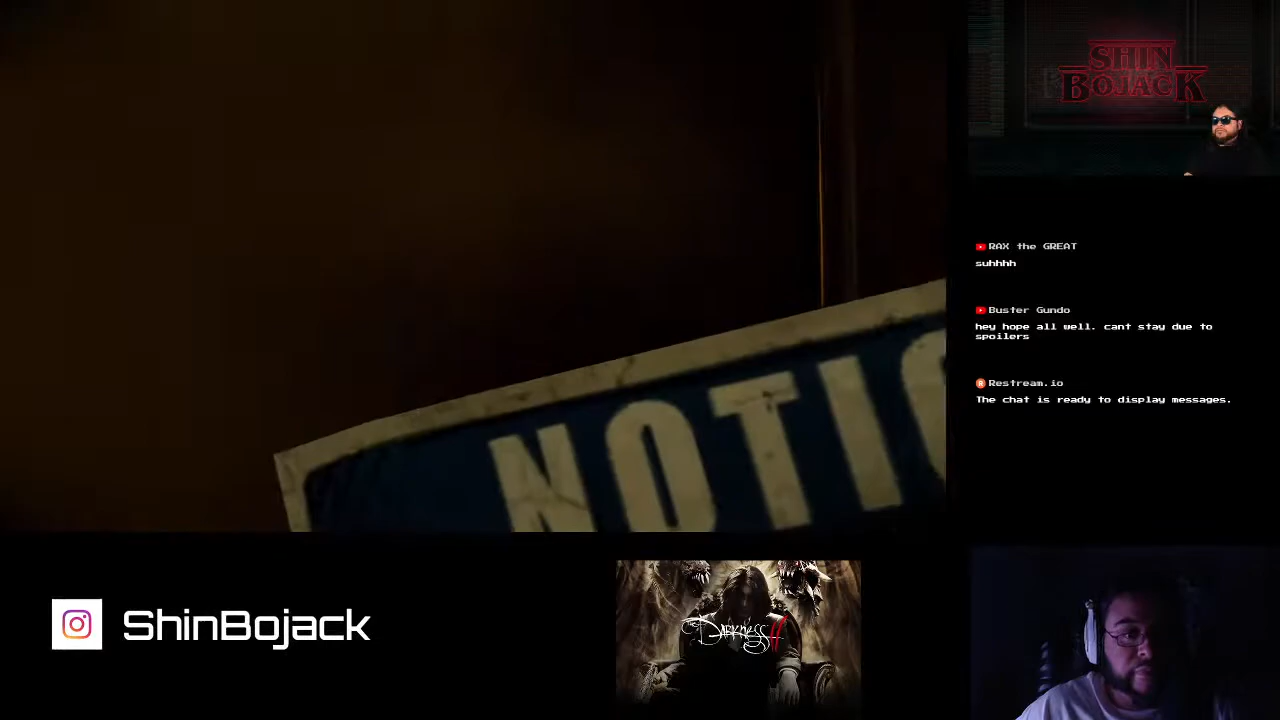 SHIN
BOJACK
RAX the GREAT
suhhhh
Buster Gundo
hey hope all well. cant stay due to
spoilers
Restream.io
The chat is ready to display messages.
NOTIC
ShinBojack
DARKNESS II